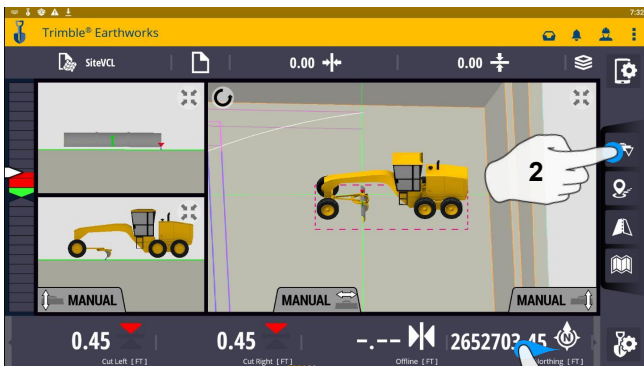 7:32
Trimble® Earthworks
SiteVCL
0.00
0.00
2
MANUAL
MANUAL
MANUAL
0.45
0.45
-.--
2652703.45
N
Cut Left [FT]
Cut Right [FT]
Offline [FT]
[FT]